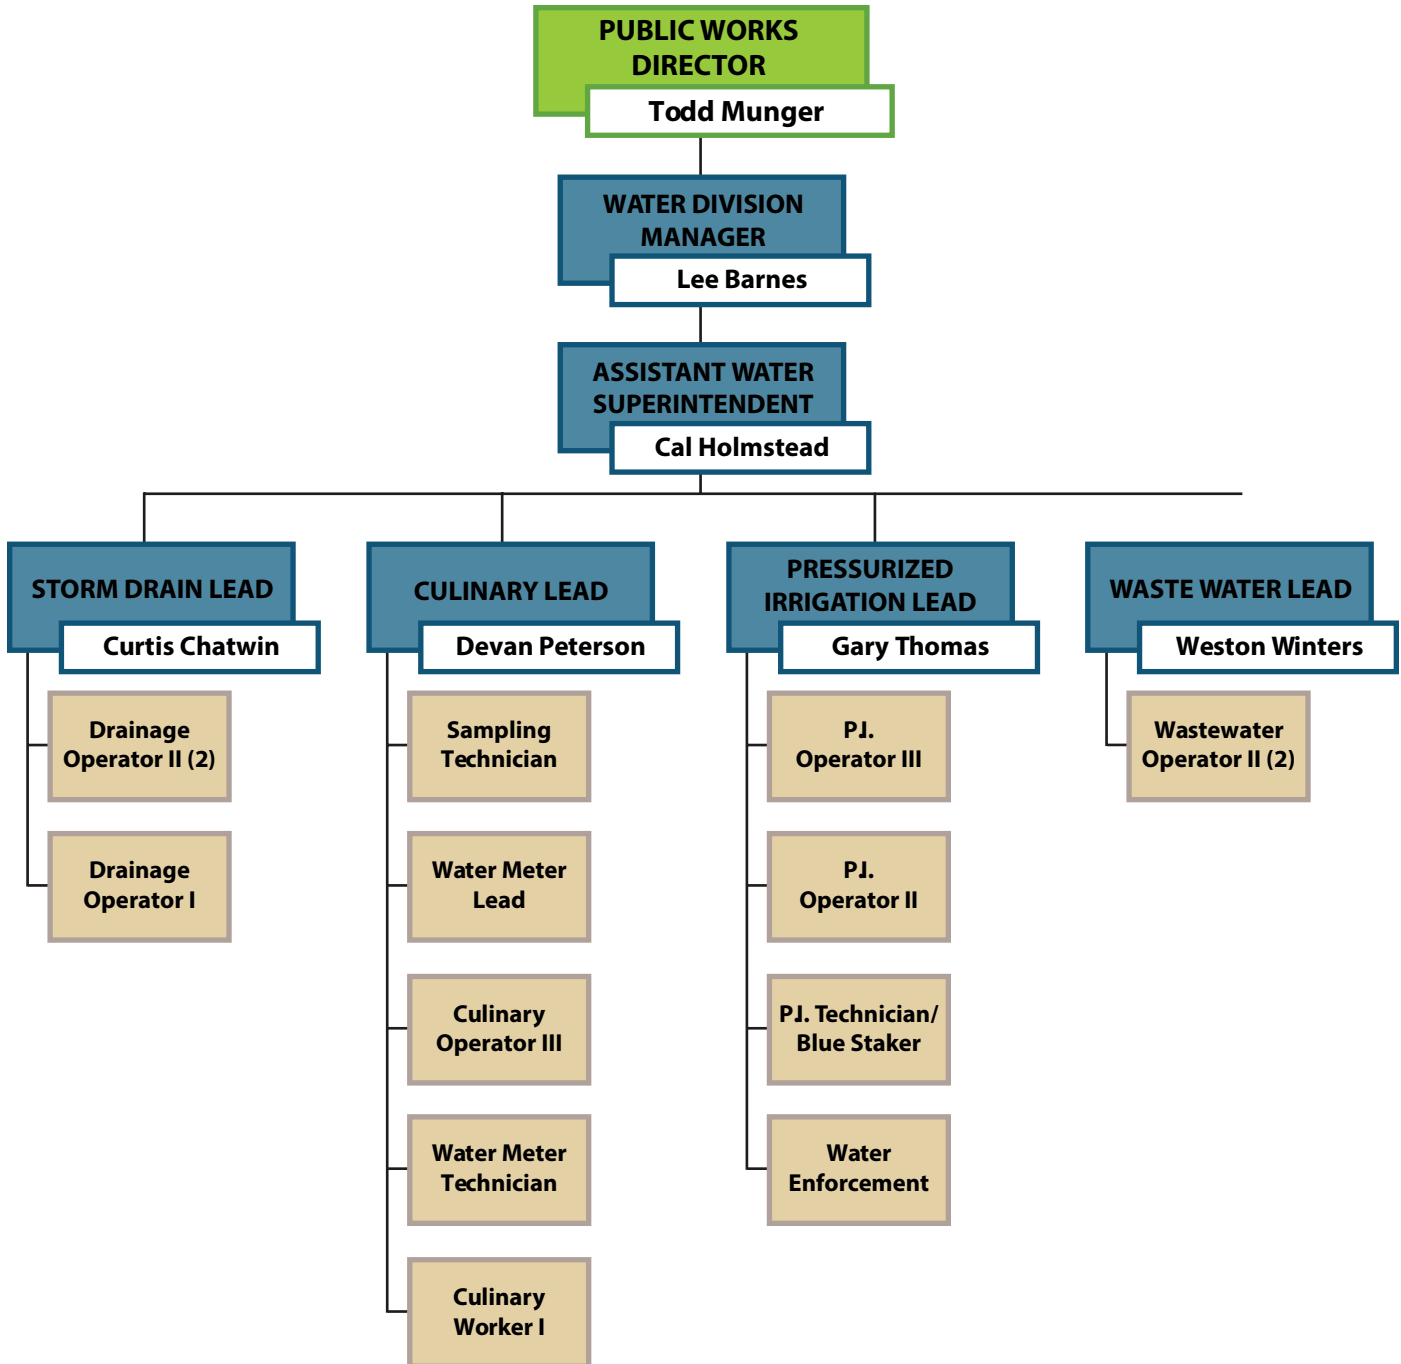 PUBLIC WORKS
DIRECTOR
Todd Munger
WATER DIVISION
MANAGER
Lee Barnes
ASSISTANT WATER
SUPERINTENDENT
Cal Holmstead
STORM DRAIN LEAD
Curtis Chatwin
Drainage
Operator II (2)
Drainage
Operator I
CULINARY LEAD
Devan Peterson
Sampling
Technician
Water Meter
Lead
Culinary
Operator III
Water Meter
Technician
Culinary
Worker I
PRESSURIZED
IRRIGATION LEAD
Gary Thomas
P.I.
Operator III
P.I.
Operator II
P.I. Technician/
Blue Staker
Water
Enforcement
WASTE WATER LEAD
Weston Winters
Wastewater
Operator II (2)